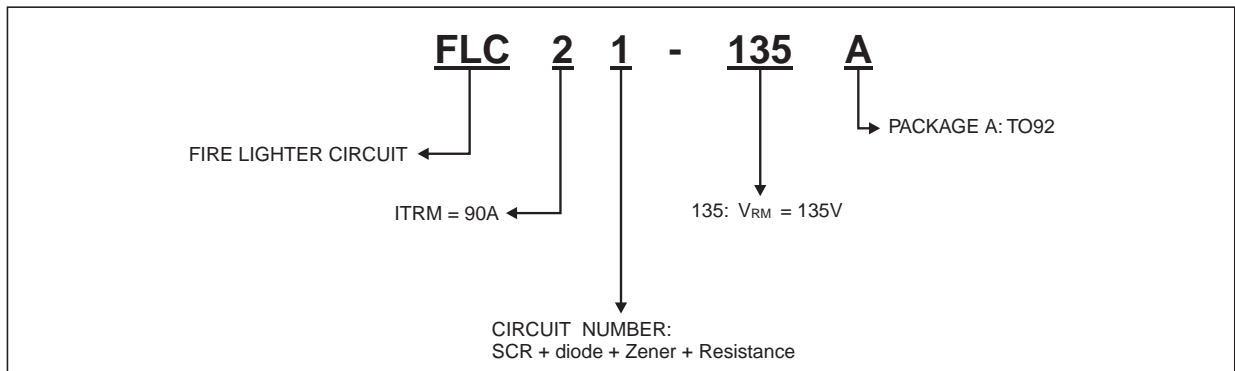 FLC 2 1 - 135 A
PACKAGE A: TO92
FIRE LIGHTER CIRCUIT
ITRM = 90A
135: VRM = 135V
CIRCUIT NUMBER:
SCR + diode + Zener + Resistance